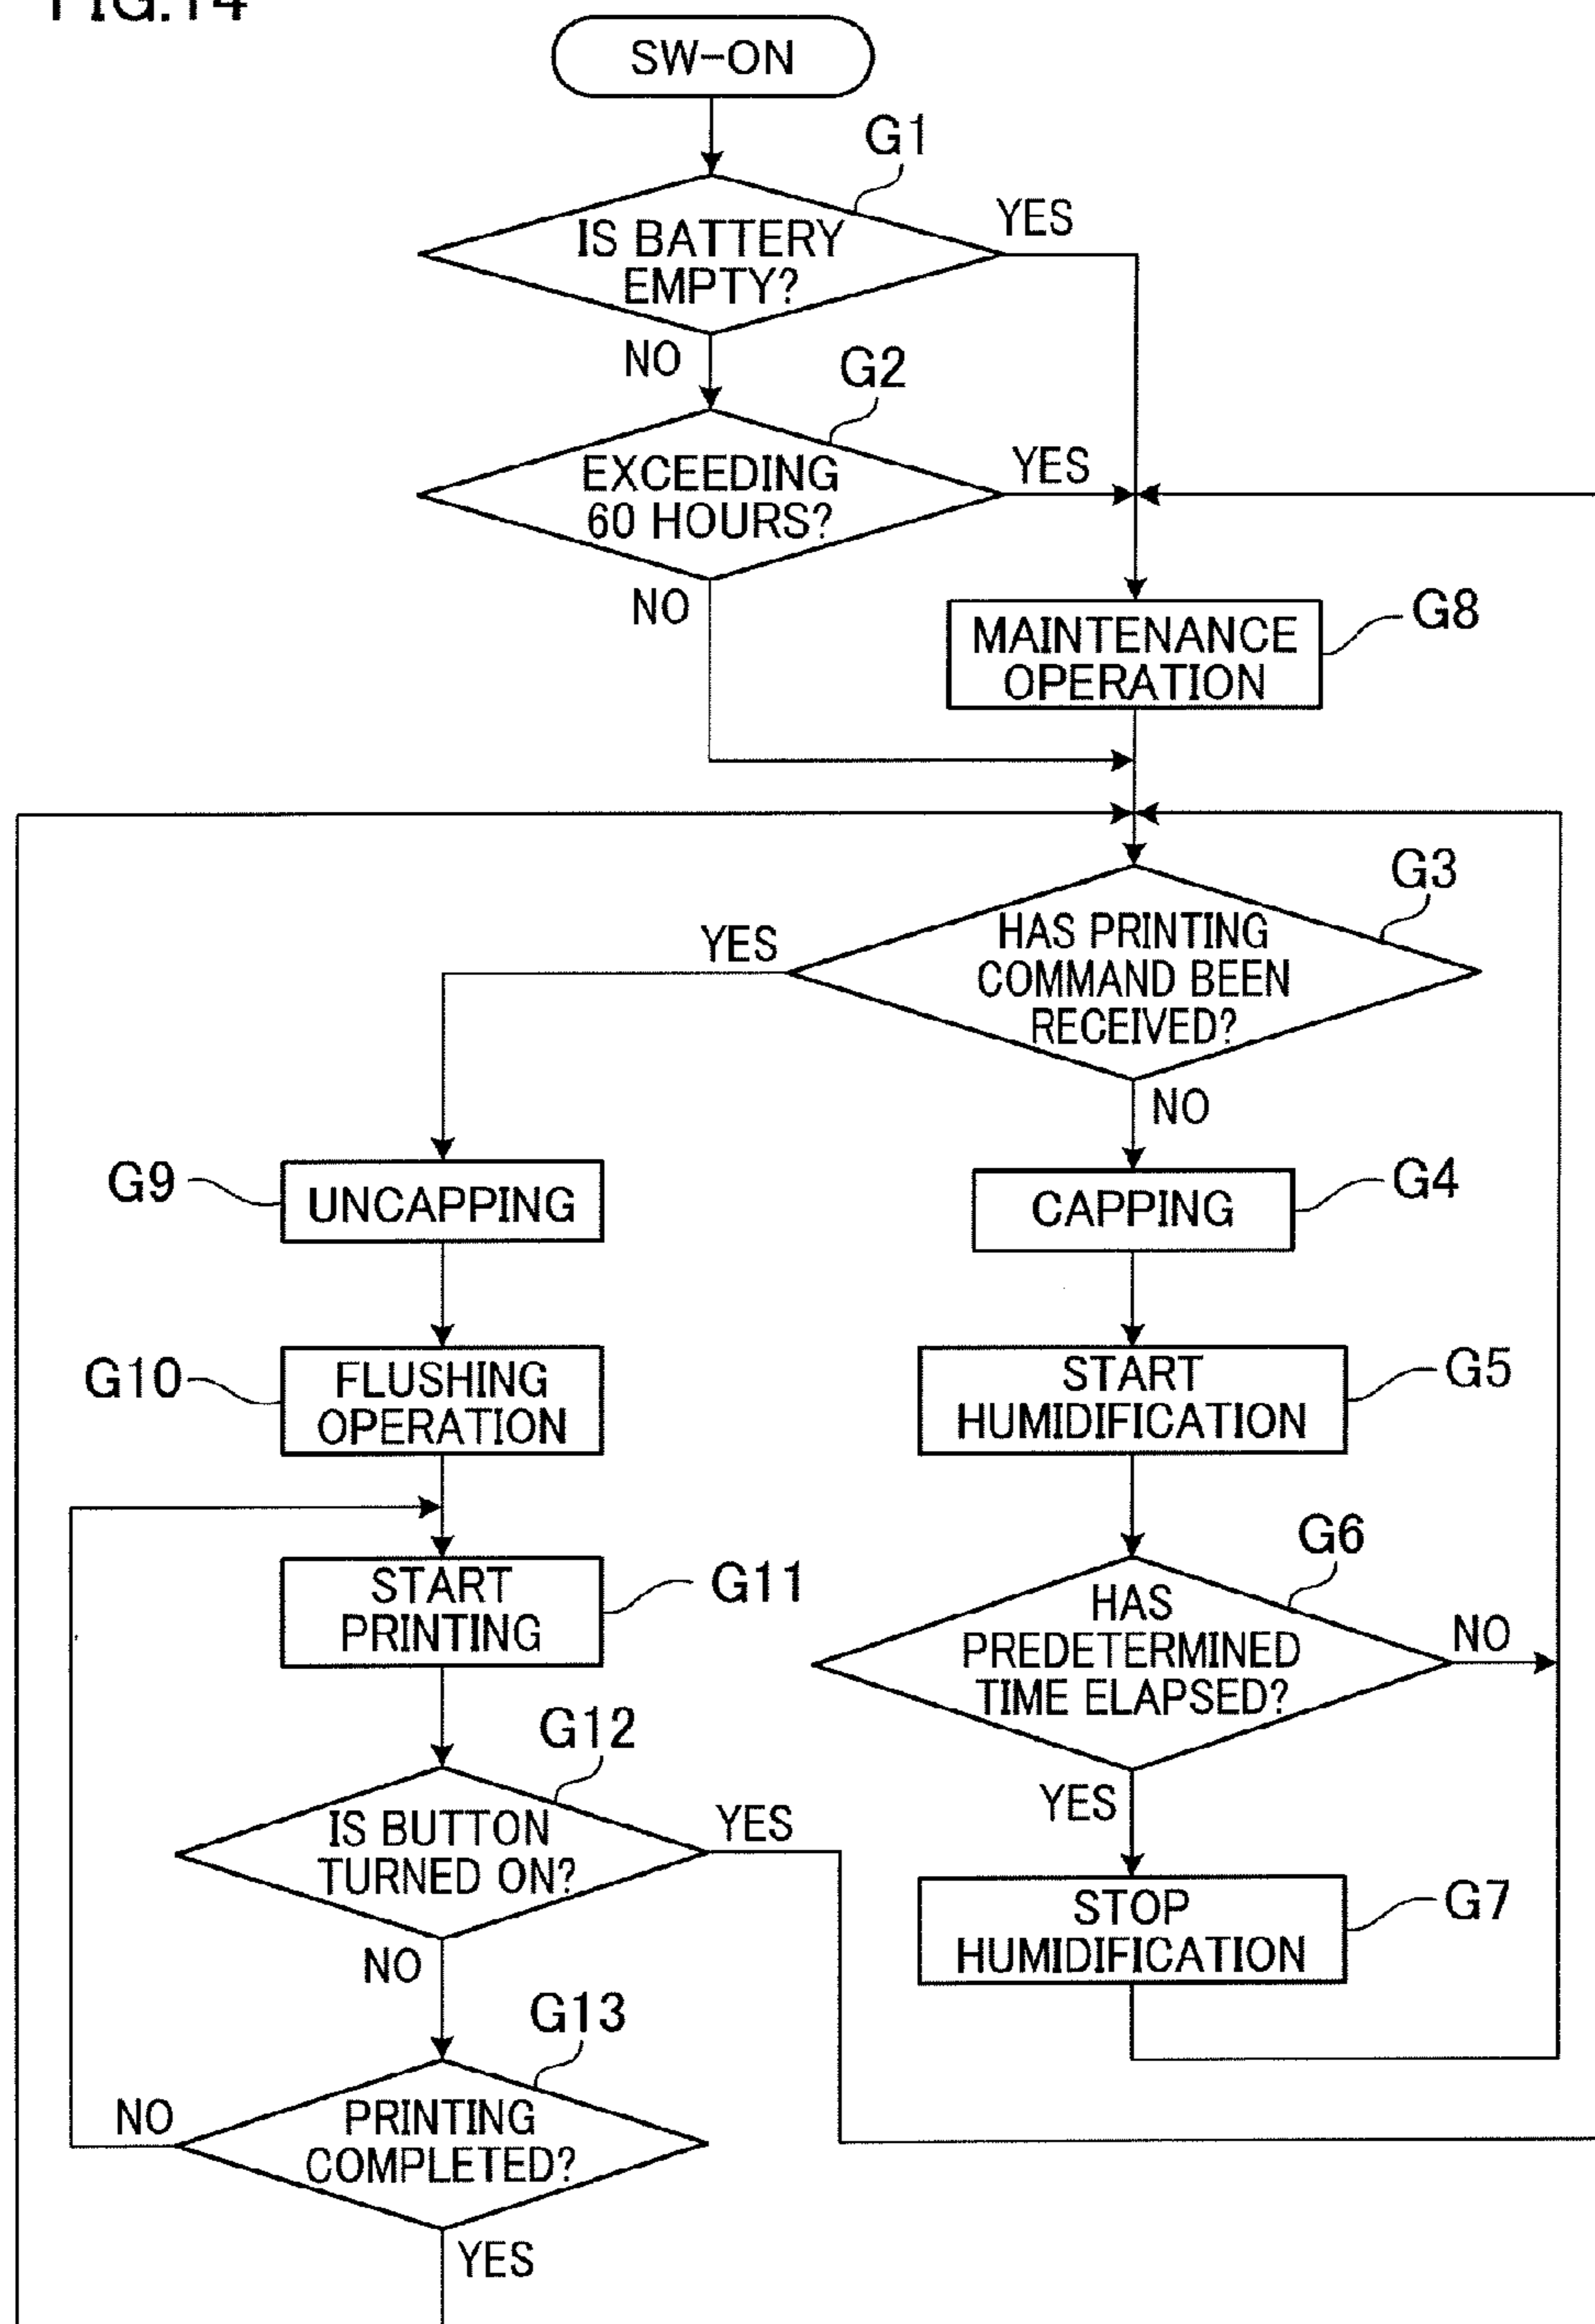 FIG.14
SW-ON
G1
IS BATTERY
EMPTY?
YES
NO
G2
EXCEEDING
60 HOURS?
YES
NO
MAINTENANCE
OPERATION
G8
G3
HAS PRINTING
COMMAND BEEN
RECEIVED?
YES
NO
G9
UNCAPPING
CAPPING
G4
G10
FLUSHING
OPERATION
START
HUMIDIFICATION
G5
START
PRINTING
G11
G6
HAS
PREDETERMINED
TIME ELAPSED?
NO
YES
G12
IS BUTTON
TURNED ON?
YES
NO
STOP
HUMIDIFICATION
G7
G13
PRINTING
COMPLETED?
NO
YES